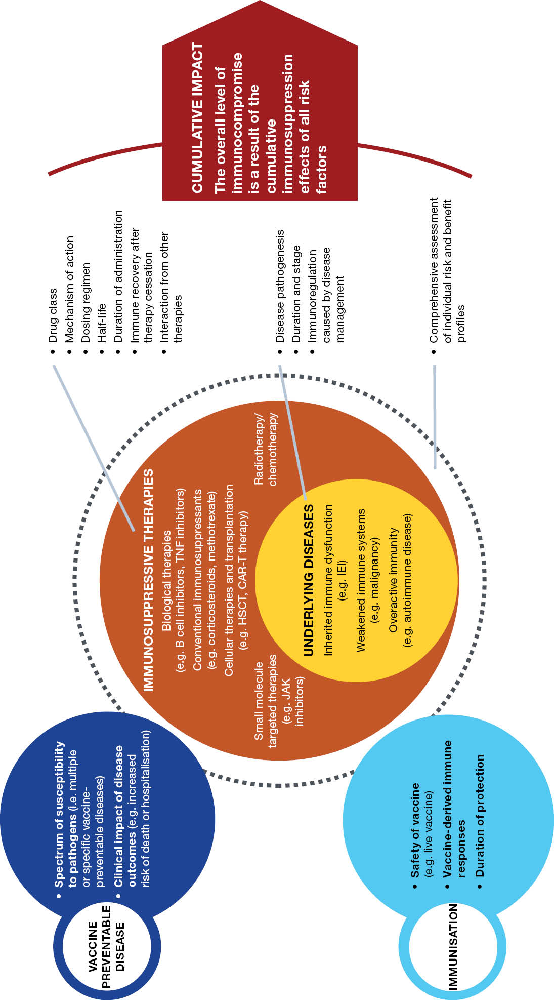 VACCINE
PREVENTABLE
DISEASE
• Spectrum of susceptibility
to pathogens (i.e. multiple
or specific vaccine-
preventable diseases)
• Clinical impact of disease
outcomes (e.g. increased
risk of death or hospitalisation)
IMMUNISATION
• Safety of vaccine
(e.g. live vaccine)
• Vaccine-derived immune
responses
• Duration of protection
IMMUNOSUPPRESSIVE THERAPIES
Biological therapies
(e.g. B cell inhibitors, TNF inhibitors)
Conventional immunosuppressants
(e.g. corticosteroids, methotrexate)
Cellular therapies and transplantation
(e.g. HSCT, CAR-T therapy)
Small molecule
targeted therapies
(e.g. JAK
inhibitors)
Radiotherapy/
chemotherapy
UNDERLYING DISEASES
Inherited immune dysfunction
(e.g. IEI)
Weakened immune systems
(e.g. malignancy)
Overactive immunity
(e.g. autoimmune disease)
• Drug class
• Mechanism of action
• Dosing regimen
• Half-life
• Duration of administration
• Immune recovery after
therapy cessation
• Interaction from other
therapies
• Disease pathogenesis
• Duration and stage
• Immunoregulation
caused by disease
management
• Comprehensive assessment
of individual risk and benefit
profiles
CUMULATIVE IMPACT
The overall level of
immunocompromise
is a result of the
cumulative
immunosuppression
effects of all risk
factors